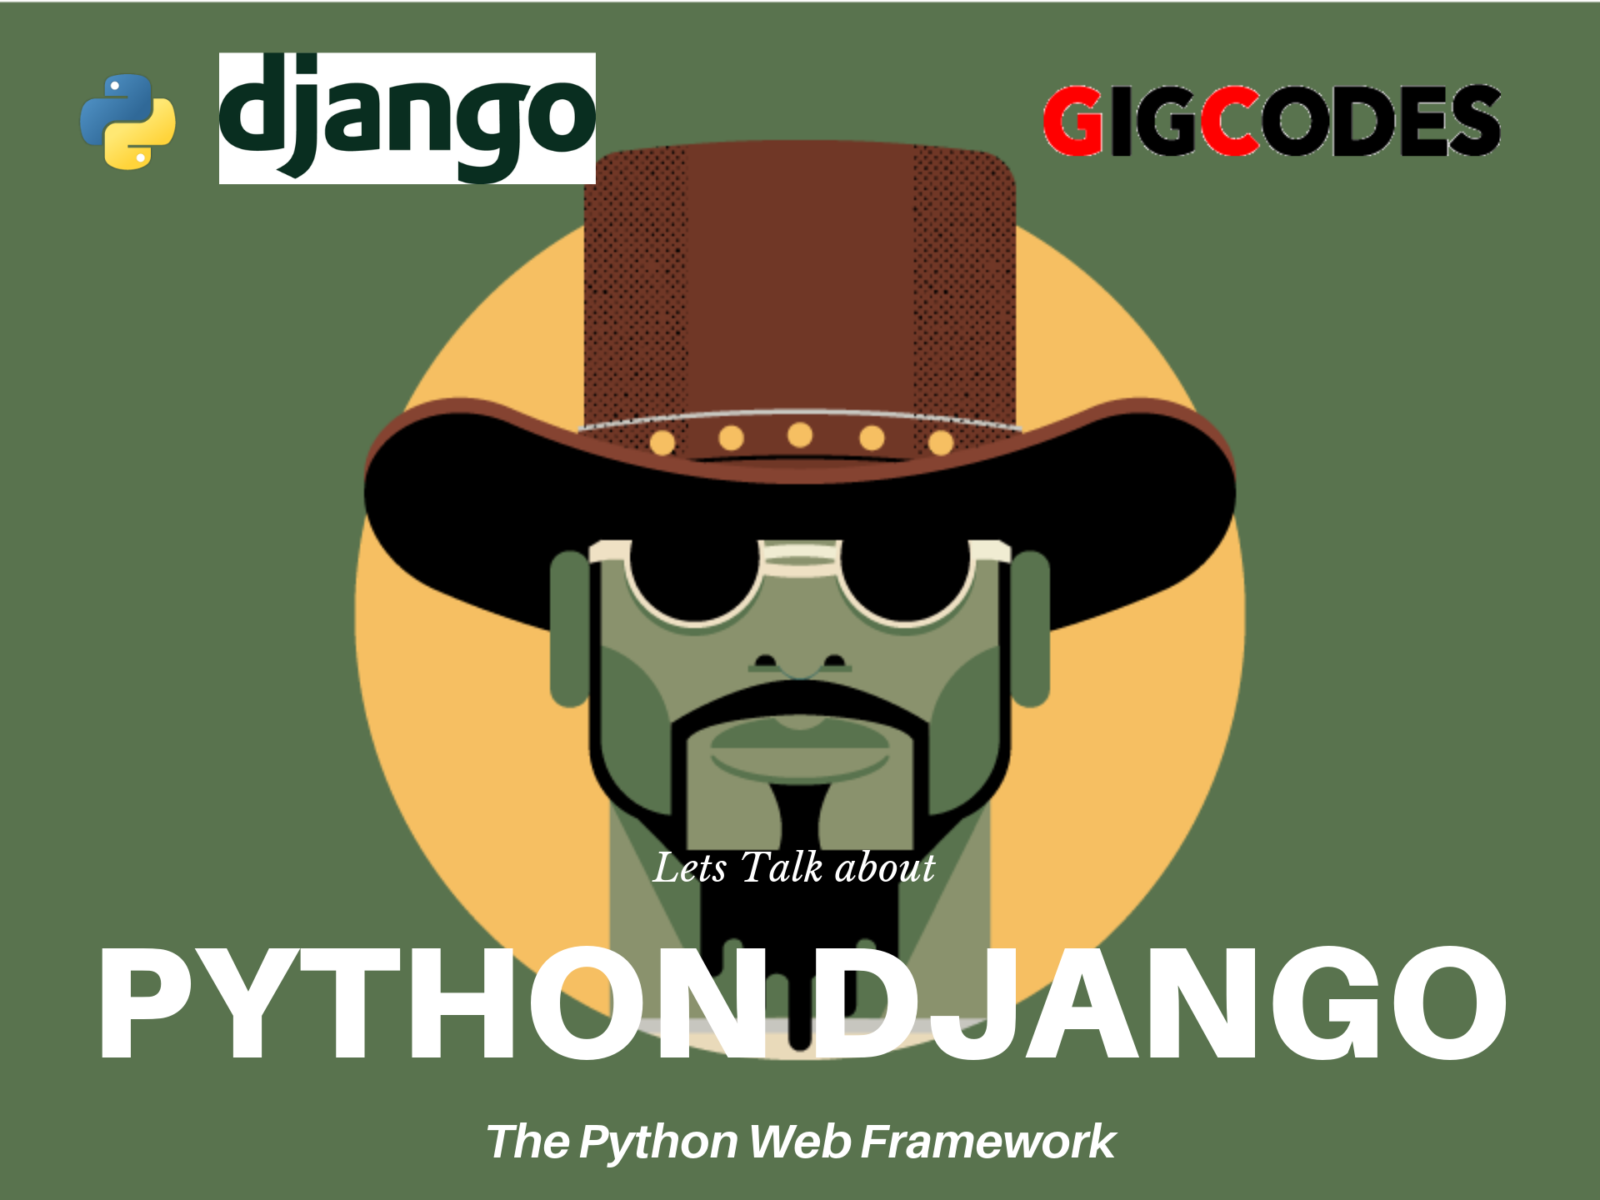 django
GIGCODES
Lets Talk about
PYTHON DJANGO
The Python Web Framework